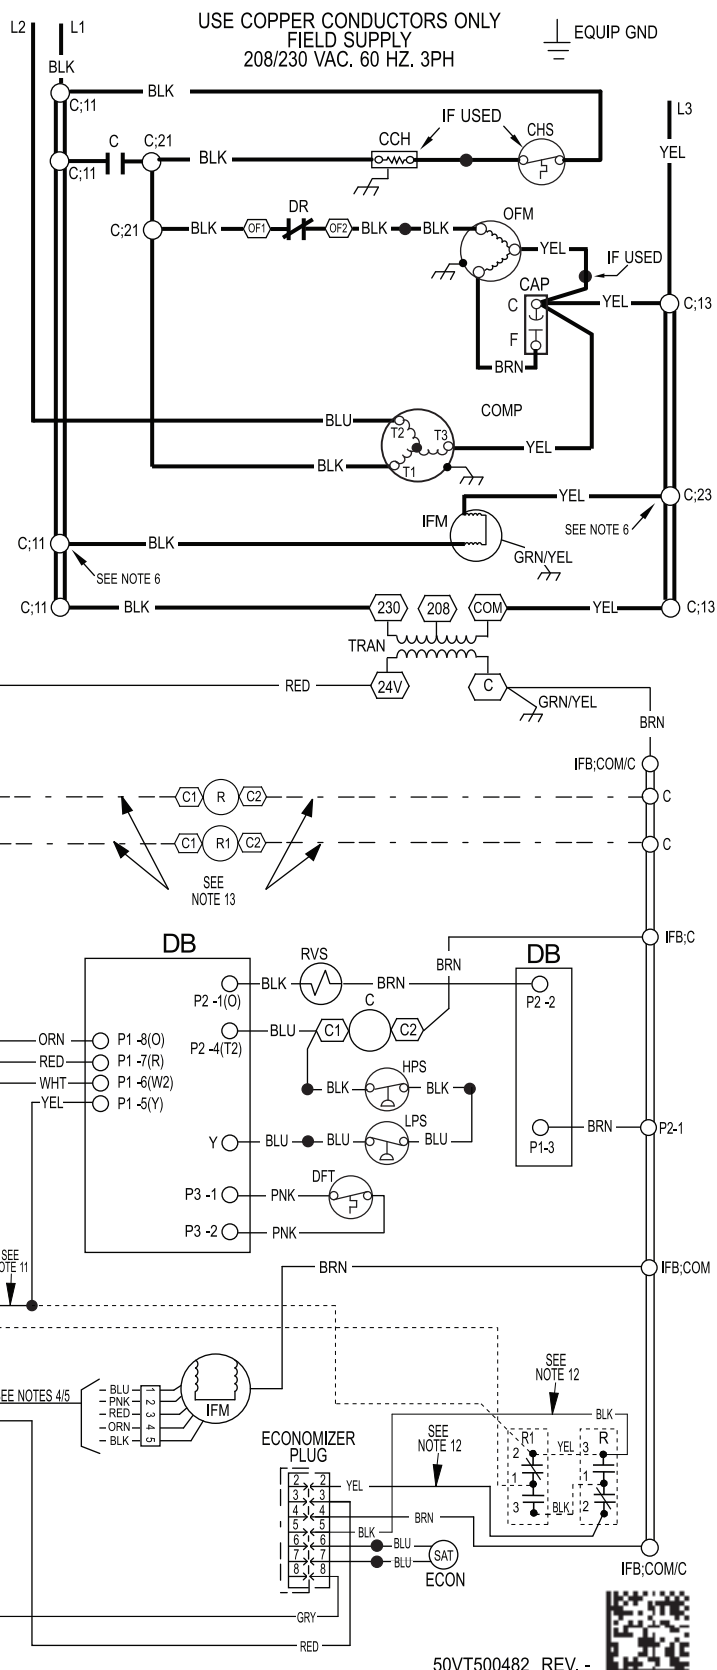 USE COPPER CONDUCTORS ONLY
FIELD SUPPLY
208/230 VAC. 60 HZ. 3PH
L2
L1
EQUIP GND
BLK
BLK
C;11
L3
IF USED
CCH
CHS
C
C;21
BLK
C;11
YEL
DR
OFM
C;21
BLK
OF1
OF2
BLK
BLK
YEL
IF USED
CAP
C
YEL
C;13
F
BRN
COMP
BLU
T2
T3
YEL
BLK
T1
YEL
C;23
IFM
SEE NOTE 6
C;11
BLK
GRN/YEL
SEE NOTE 6
C;11
BLK
230
208
COM
YEL
C;13
TRAN
RED
24V
C
GRN/YEL
BRN
IFB;COM/C
C1
R
C2
C
C1
R1
C2
C
SEE
NOTE 13
DB
IFB;C
RVS
BRN
DB
BLK
BRN
P2 -1(O)
P2 -2
C
ORN
P1 -8(O)
P2 -4(T2)
BLU
C1
C2
RED
P1 -7(R)
HPS
WHT
P1 -6(W2)
BLK
BLK
YEL
P1 -5(Y)
LPS
Y
BLU
BLU
BLU
P1-3
BRN
P2-1
DFT
P3 -1
PNK
P3 -2
PNK
SEE
OTE 11
BRN
IFB;COM
SEE
NOTE 12
EE NOTES 4/5
BLU
1
PNK
2
RED
3
ORN
4
BLK
5
IFM
BLK
SEE
NOTE 12
ECONOMIZER
PLUG
R1
R
2
YEL
3
1
1
3
BLK
2
2 2
YEL
3 3
4 4
BRN
5 5
BLK
6 6
BLU
7 7
BLU
8 8
SAT
ECON
IFB;COM/C
GRY
RED
50VT500482 REV. -